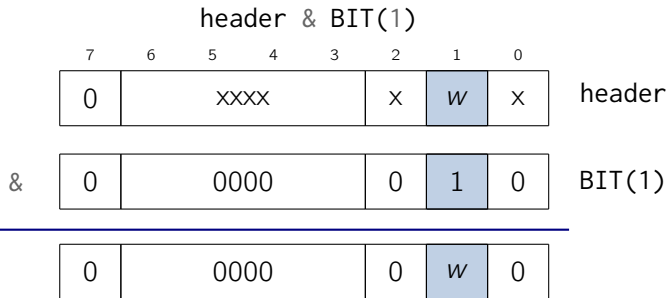 header & BIT(1)
7 6 5 4 3 2 1 0
0 xxxx x w x header
& 0 0000 0 1 0 BIT(1)
0 0000 0 w 0